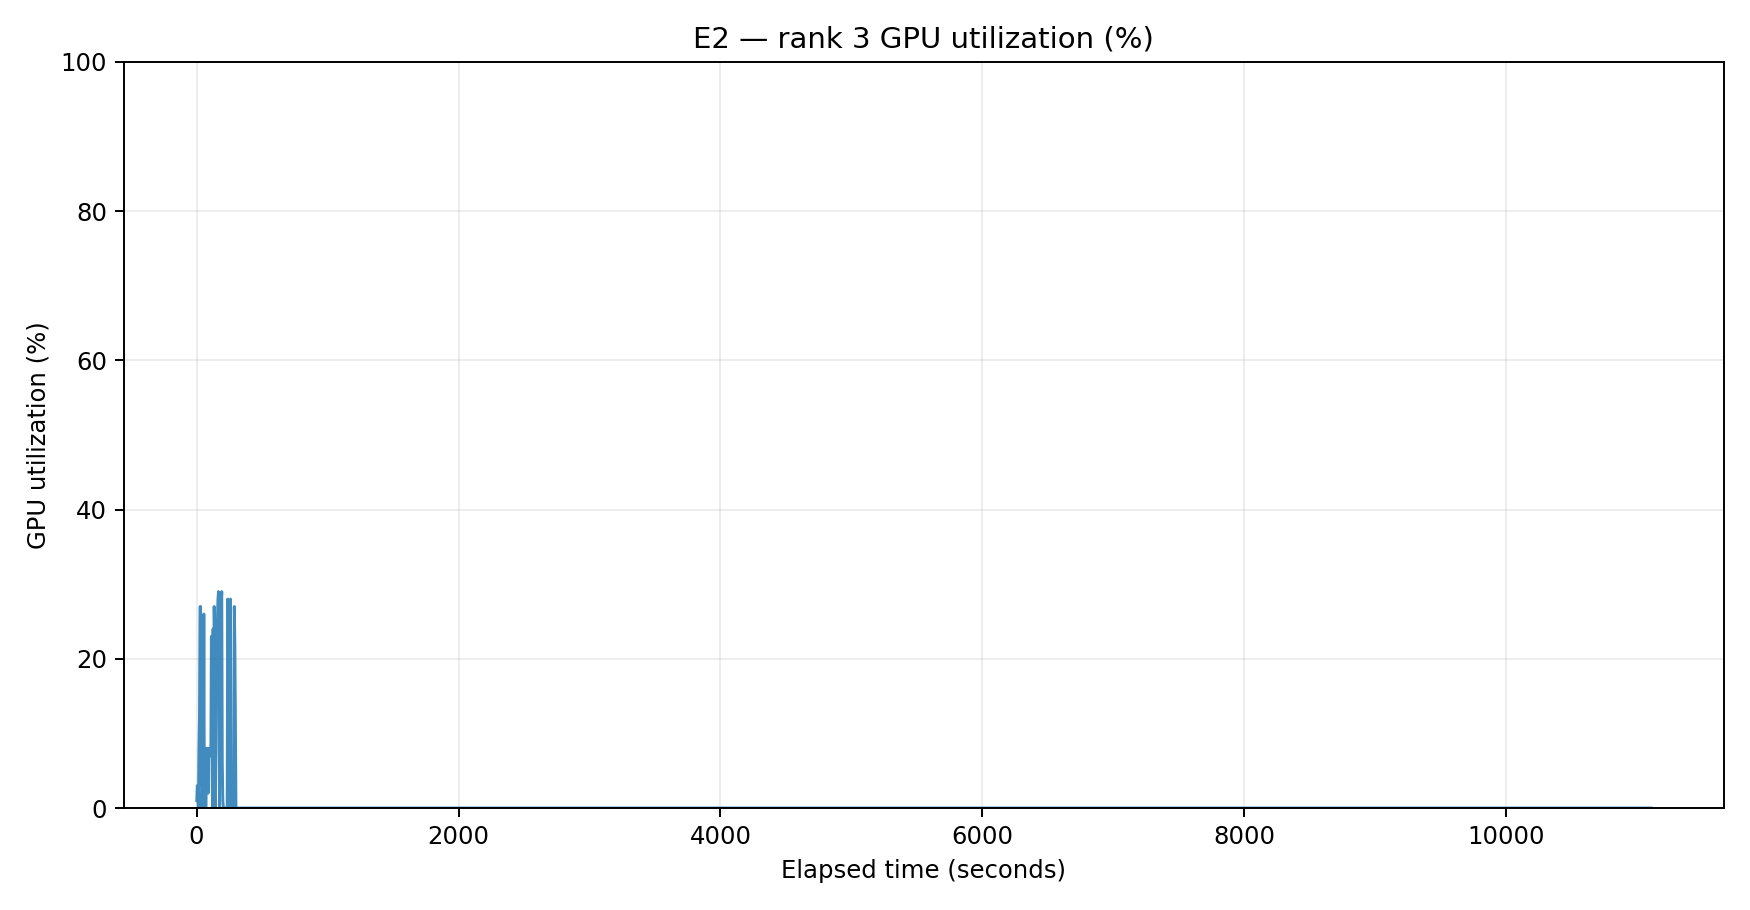 E2 — rank 3 GPU utilization (%)
100
80
60
40
20
0
GPU utilization (%)
0 2000 4000 6000 8000 10000
Elapsed time (seconds)